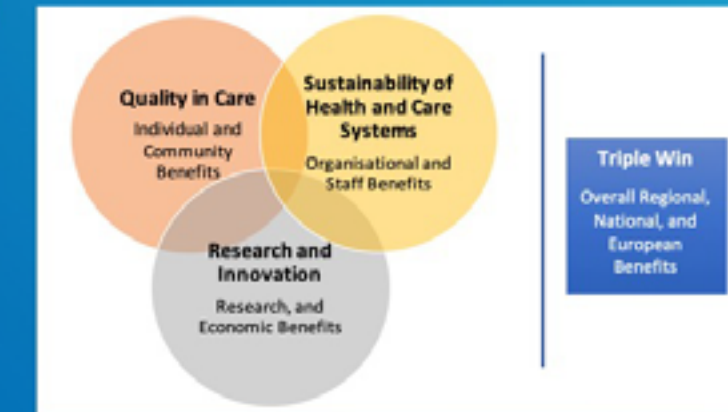 Quality in Care
Individual and
Community
Benefits
Sustainability of
Health and Care
Systems
Organisational and
Staff Benefits
Research and
Innovation
Research, and
Economic Benefits
Triple Win
Overall Regional,
National, and
European
Benefits